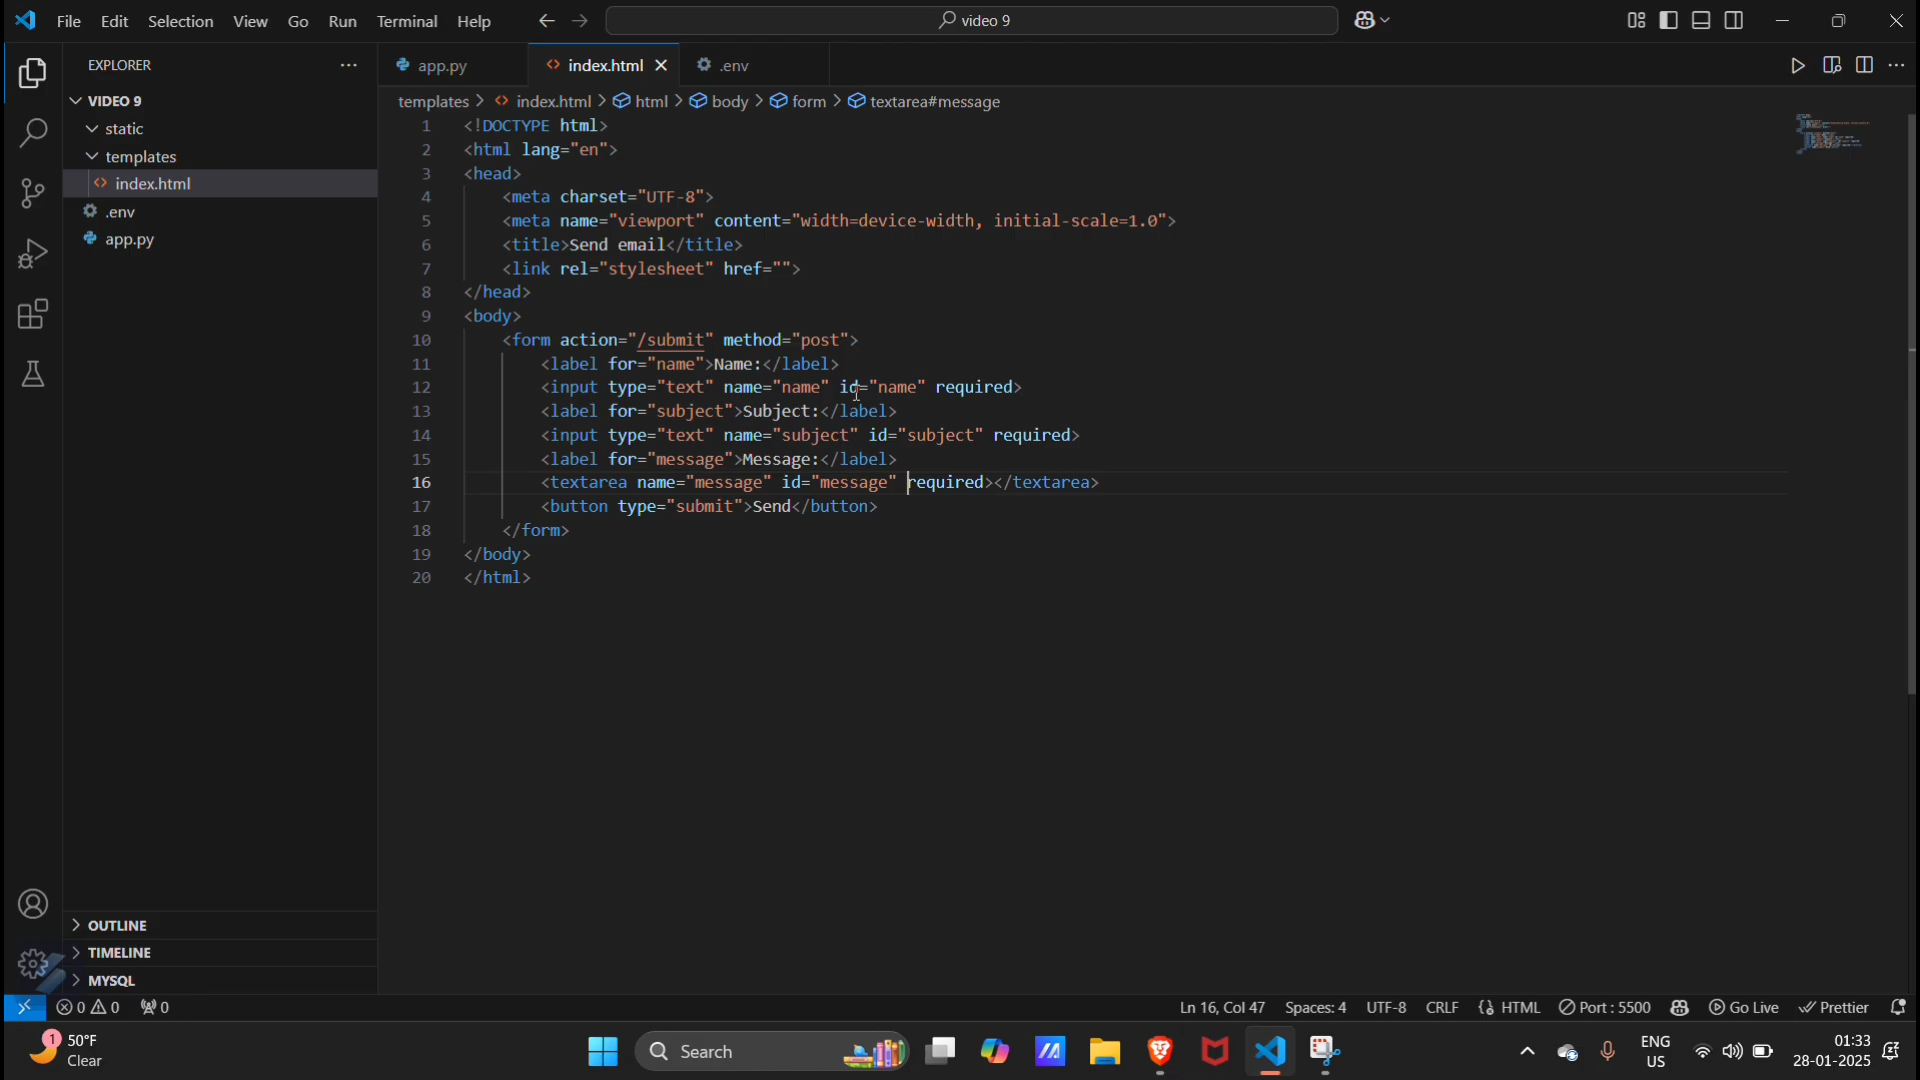 File Edit Selection View Go Run Terminal Help
video 9
EXPLORER
app.py
index.html
.env
VIDEO 9
static
templates
index.html
.env
app.py
templates > index.html > html > body > form > textarea#message
1 <!DOCTYPE html>
2 <html lang="en">
3 <head>
4 <meta charset="UTF-8">
5 <meta name="viewport" content="width=device-width, initial-scale=1.0">
6 <title>Send email</title>
7 <link rel="stylesheet" href="">
8 </head>
9 <body>
10 <form action="/submit" method="post">
11 <label for="name">Name:</label>
12 <input type="text" name="name" id="name" required>
13 <label for="subject">Subject:</label>
14 <input type="text" name="subject" id="subject" required>
15 <label for="message">Message:</label>
16 <textarea name="message" id="message" required></textarea>
17 <button type="submit">Send</button>
18 </form>
19 </body>
20 </html>
OUTLINE
TIMELINE
MYSQL
0 0 0
Ln 16, Col 47 Spaces: 4 UTF-8 CRLF {} HTML Port : 5500 Go Live Prettier
1
50°F
Clear
Search
ENG
US
01:33
28-01-2025